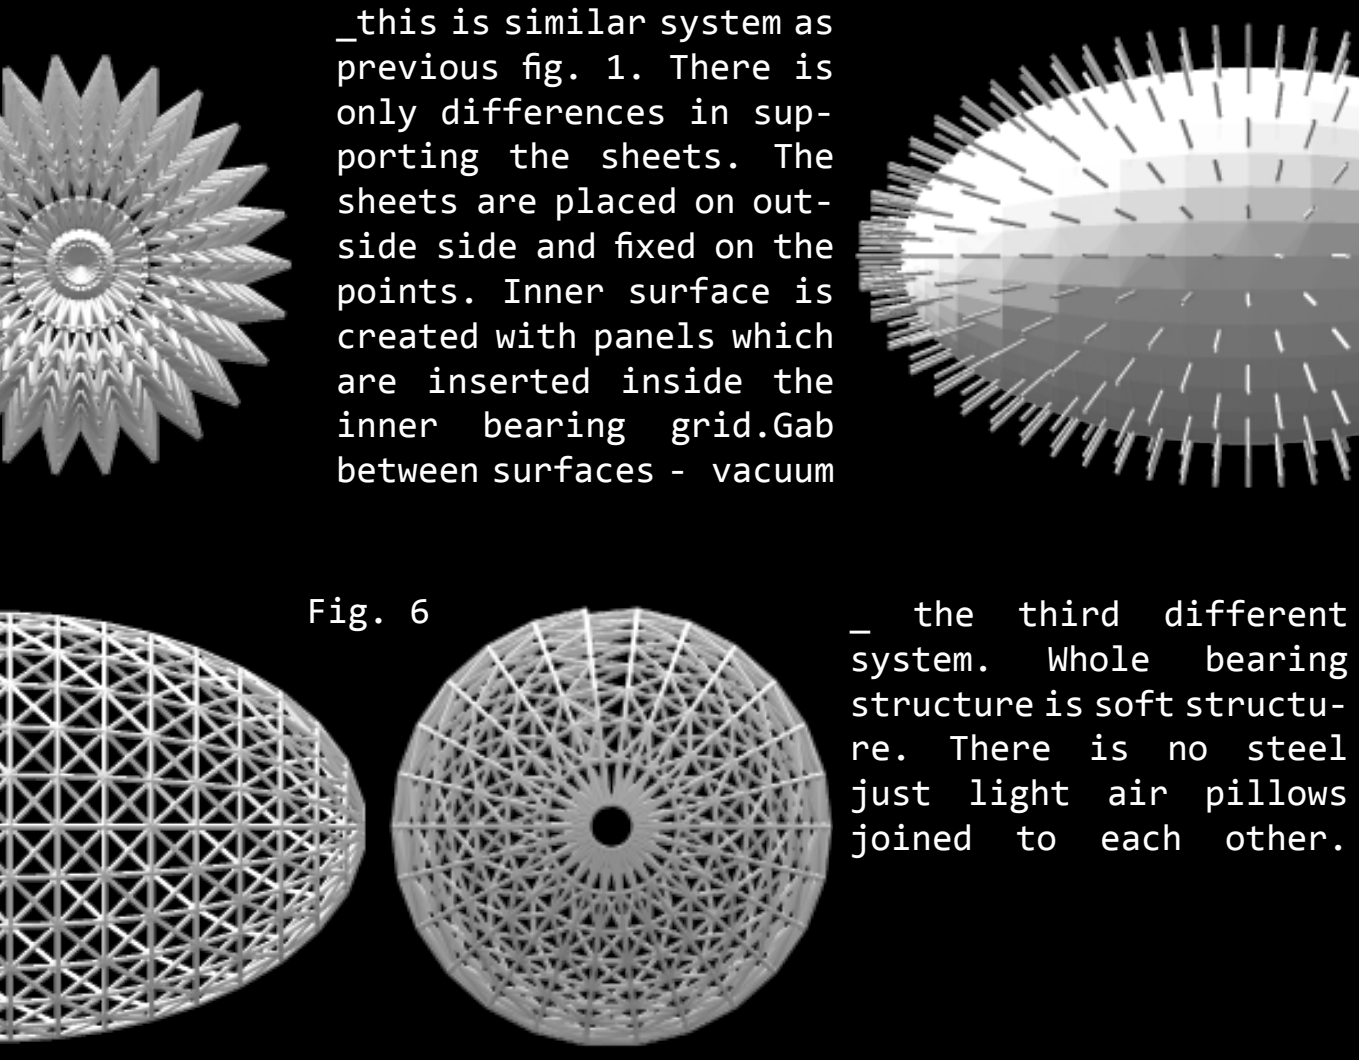 _this is similar system as
previous fig. 1. There is
only differences in sup-
porting the sheets. The
sheets are placed on out-
side side and fixed on the
points. Inner surface is
created with panels which
are inserted inside the
inner bearing grid.Gab
between surfaces - vacuum
Fig. 6
_ the third different
system. Whole bearing
structure is soft structu-
re. There is no steel
just light air pillows
joined to each other.